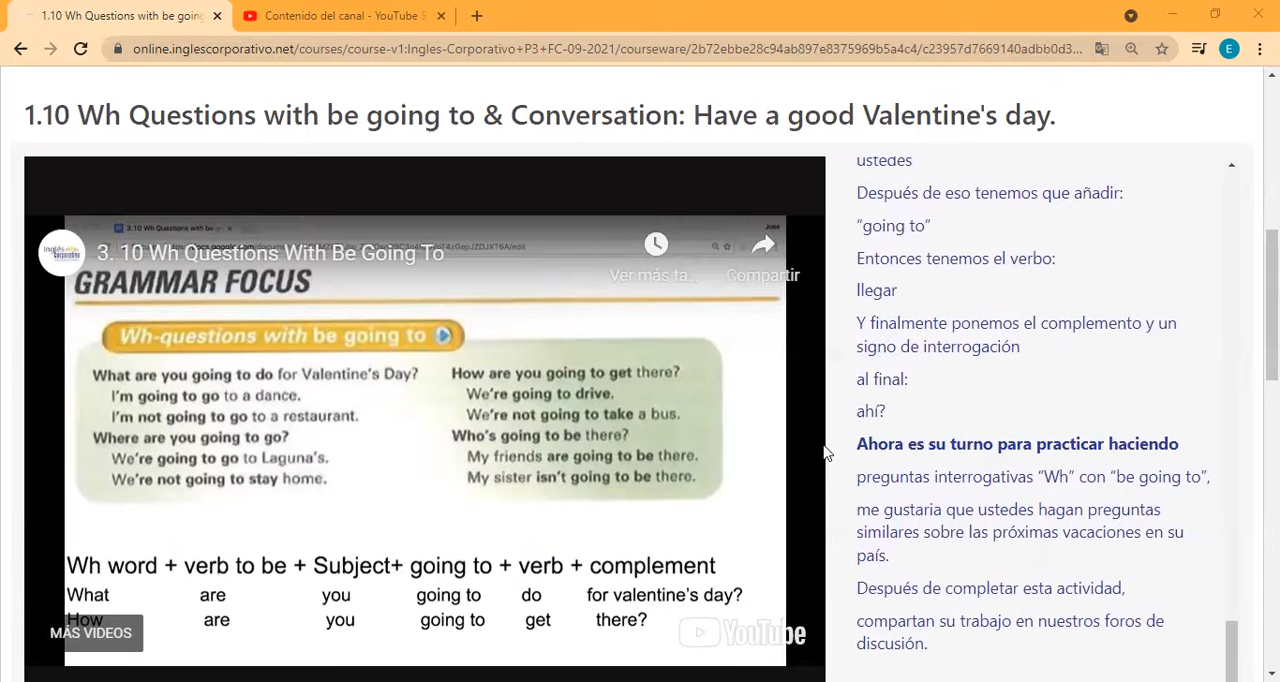 1.10 Wh Questions with be going
Contenido del canal - YouTube S
online.inglescorporativo.net/courses/course-v1:Ingles-Corporativo+P3+FC-09-2021/courseware/2b72ebbe28c94ab897e8375969b5a4c4/c23957d7669140adbb0d3...
E
1.10 Wh Questions with be going to & Conversation: Have a good Valentine's day.
3. 10 Wh Questions With Be Going To
Ver más ta...
Compartir
GRAMMAR FOCUS
Wh-questions with be going to
What are you going to do for Valentine's Day?
I'm going to go to a dance.
I'm not going to go to a restaurant.
Where are you going to go?
We're going to go to Laguna's.
We're not going to stay home.
How are you going to get there?
We're going to drive.
We're not going to take a bus.
Who's going to be there?
My friends are going to be there.
My sister isn't going to be there.
Wh word + verb to be + Subject+ going to + verb + complement
What are you going to do for valentine's day?
How are you going to get there?
MÁS VIDEOS
YouTube
ustedes
Después de eso tenemos que añadir:
“going to”
Entonces tenemos el verbo:
llegar
Y finalmente ponemos el complemento y un
signo de interrogación
al final:
ahí?
Ahora es su turno para practicar haciendo
preguntas interrogativas “Wh” con “be going to”,
me gustaria que ustedes hagan preguntas
similares sobre las próximas vacaciones en su
país.
Después de completar esta actividad,
compartan su trabajo en nuestros foros de
discusión.